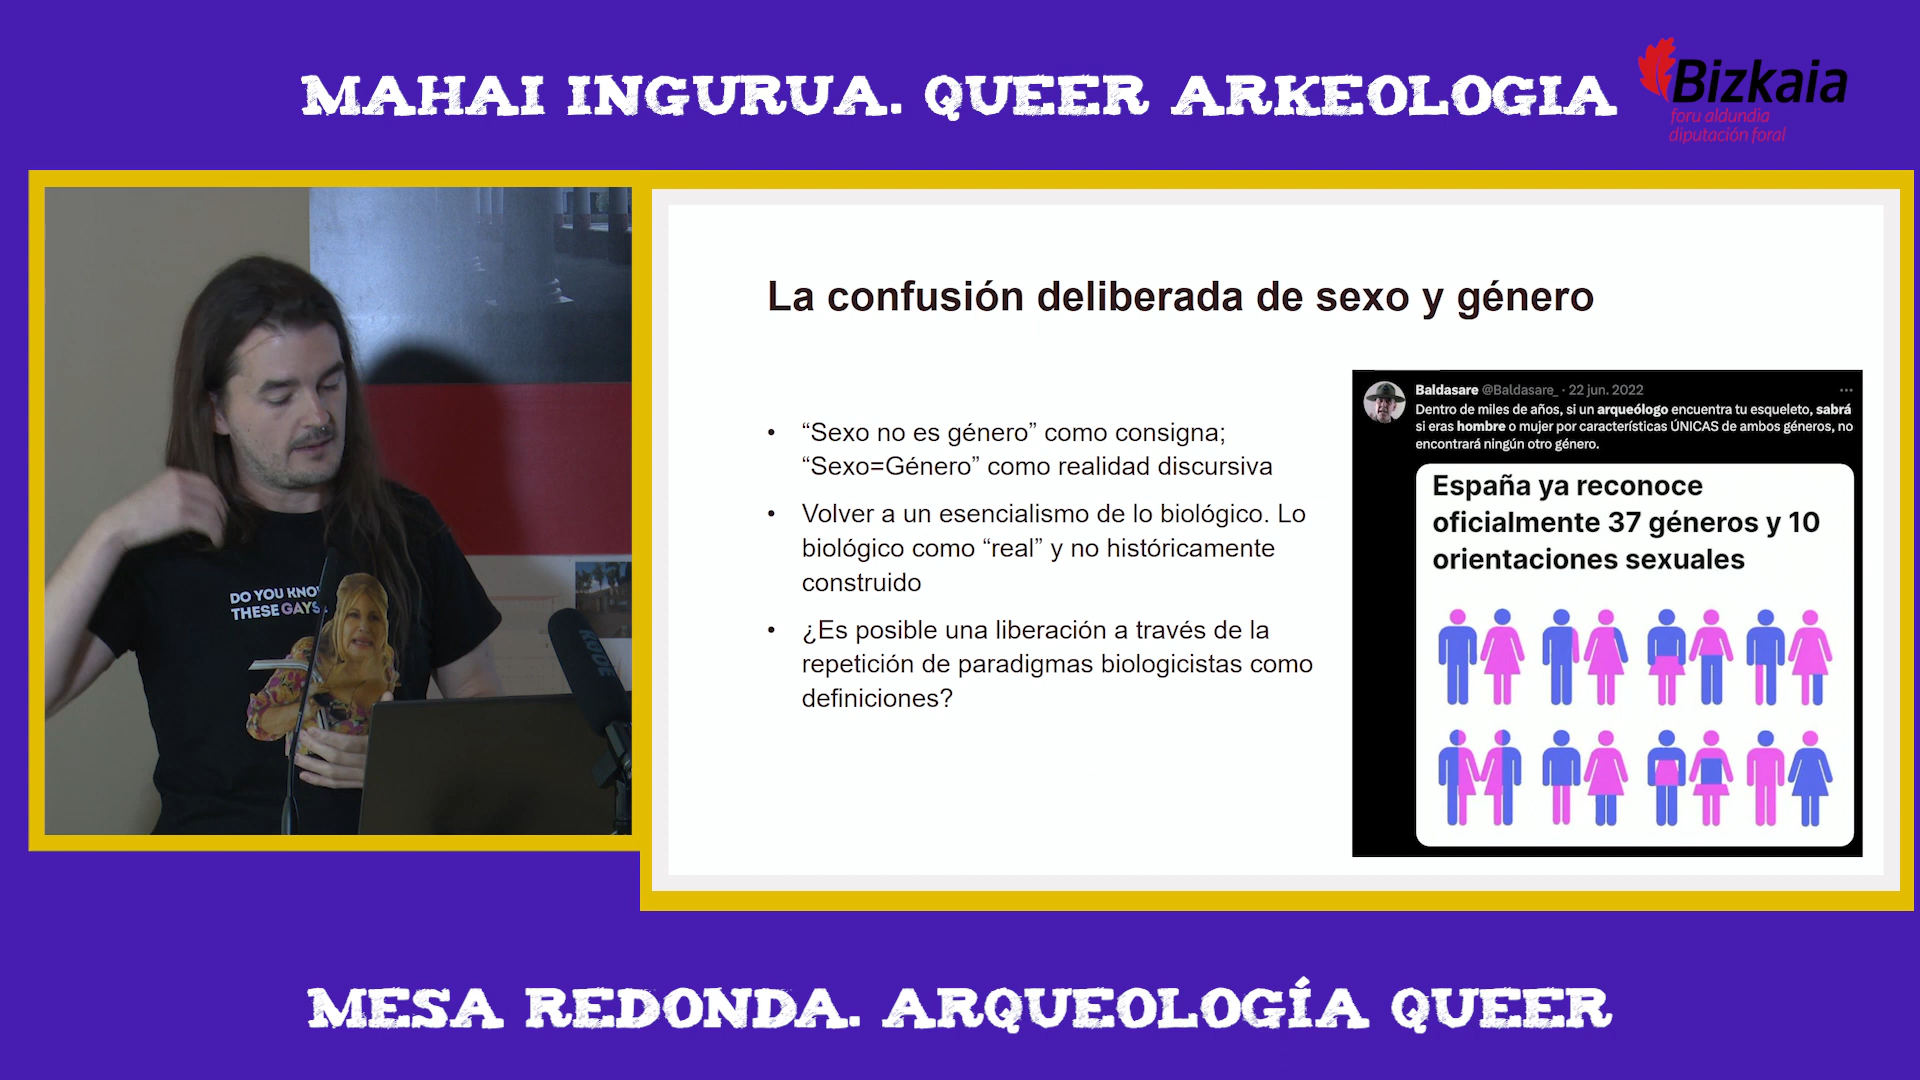 MAHAI INGURUA. QUEER ARKEOLOGIA
Bizkaia
foru aldundia
diputación foral
DO YOU KNO
THESE GAYS
RODE
La confusión deliberada de sexo y género
• “Sexo no es género” como consigna;
“Sexo=Género” como realidad discursiva
• Volver a un esencialismo de lo biológico. Lo
biológico como “real” y no históricamente
construido
• ¿Es posible una liberación a través de la
repetición de paradigmas biologicistas como
definiciones?
Baldasare @Baldasare_ · 22 jun. 2022
Dentro de miles de años, si un arqueólogo encuentra tu esqueleto, sabrá
si eras hombre o mujer por características ÚNICAS de ambos géneros, no
encontrará ningún otro género.
España ya reconoce
oficialmente 37 géneros y 10
orientaciones sexuales
MESA REDONDA. ARQUEOLOGÍA QUEER